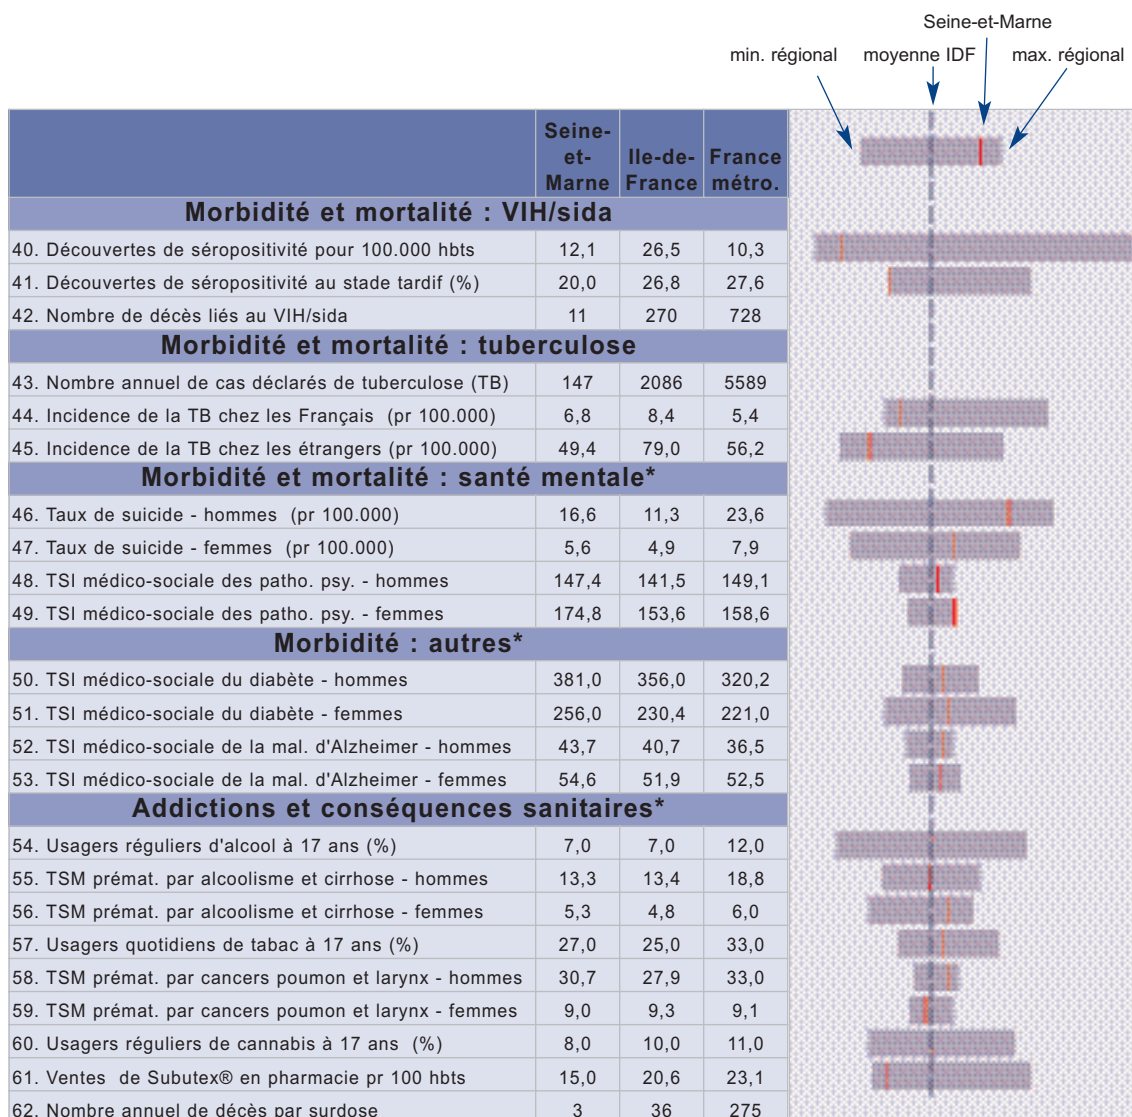 Seine-et-Marne
min. régional moyenne IDF max. régional
Seine-
et- Ile-de- France
Marne France métro.
Morbidité et mortalité : VIH/sida
40. Découvertes de séropositivité pour 100.000 hbts 12,1 26,5 10,3
41. Découvertes de séropositivité au stade tardif (%) 20,0 26,8 27,6
42. Nombre de décès liés au VIH/sida 11 270 728
Morbidité et mortalité : tuberculose
43. Nombre annuel de cas déclarés de tuberculose (TB) 147 2086 5589
44. Incidence de la TB chez les Français (pr 100.000) 6,8 8,4 5,4
45. Incidence de la TB chez les étrangers (pr 100.000) 49,4 79,0 56,2
Morbidité et mortalité : santé mentale*
46. Taux de suicide - hommes (pr 100.000) 16,6 11,3 23,6
47. Taux de suicide - femmes (pr 100.000) 5,6 4,9 7,9
48. TSI médico-sociale des patho. psy. - hommes 147,4 141,5 149,1
49. TSI médico-sociale des patho. psy. - femmes 174,8 153,6 158,6
Morbidité : autres*
50. TSI médico-sociale du diabète - hommes 381,0 356,0 320,2
51. TSI médico-sociale du diabète - femmes 256,0 230,4 221,0
52. TSI médico-sociale de la mal. d'Alzheimer - hommes 43,7 40,7 36,5
53. TSI médico-sociale de la mal. d'Alzheimer - femmes 54,6 51,9 52,5
Addictions et conséquences sanitaires*
54. Usagers réguliers d'alcool à 17 ans (%) 7,0 7,0 12,0
55. TSM prémat. par alcoolisme et cirrhose - hommes 13,3 13,4 18,8
56. TSM prémat. par alcoolisme et cirrhose - femmes 5,3 4,8 6,0
57. Usagers quotidiens de tabac à 17 ans (%) 27,0 25,0 33,0
58. TSM prémat. par cancers poumon et larynx - hommes 30,7 27,9 33,0
59. TSM prémat. par cancers poumon et larynx - femmes 9,0 9,3 9,1
60. Usagers réguliers de cannabis à 17 ans (%) 8,0 10,0 11,0
61. Ventes de Subutex® en pharmacie pr 100 hbts 15,0 20,6 23,1
62. Nombre annuel de décès par surdose 3 36 275